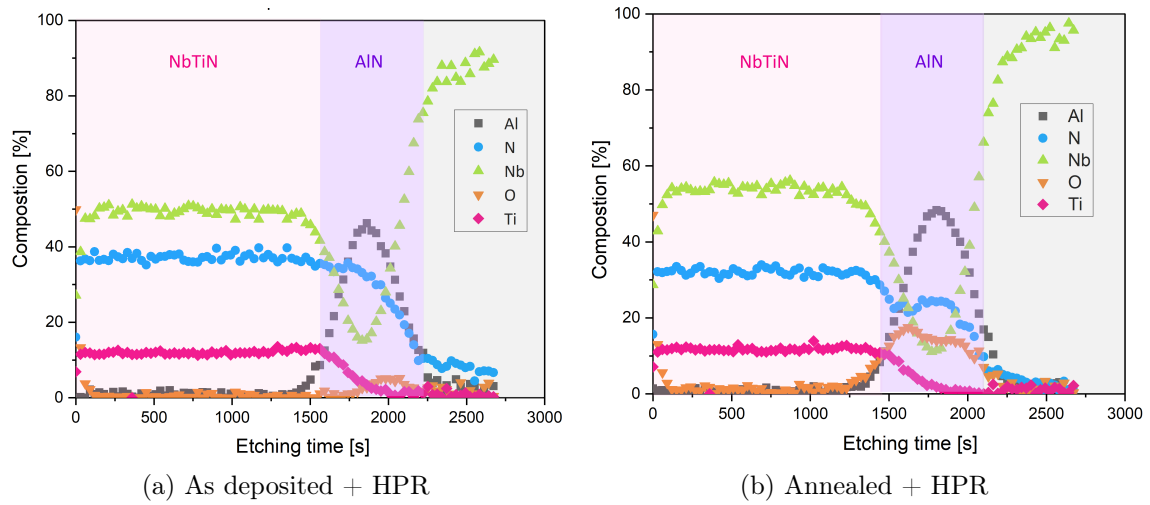 NbTiN
AlN
Al
N
Nb
O
Ti
Compostion [%]
100
80
60
40
20
0
0
500
1000
1500
2000
2500
3000
Etching time [s]
(a) As deposited + HPR
NbTiN
AlN
Al
N
Nb
O
Ti
Compostion [%]
100
80
60
40
20
0
0
500
1000
1500
2000
2500
3000
Etching time [s]
(b) Annealed + HPR